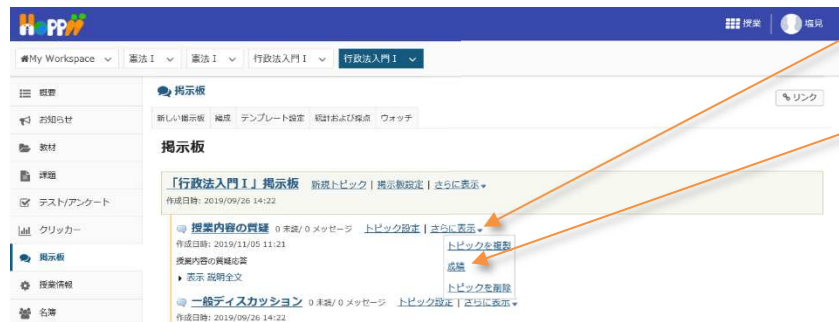 HoPPii
授業
塩見
My Workspace
憲法Ⅰ
憲法Ⅰ
行政法入門Ⅰ
行政法入門Ⅰ
概要
お知らせ
教材
課題
テスト/アンケート
クリッカー
掲示板
授業情報
名簿
掲示板
リンク
新しい掲示板 編成 テンプレート設定 統計および採点 ウォッチ
掲示板
「行政法入門Ⅰ」掲示板 新規トピック | 掲示板設定 | さらに表示
作成日時: 2019/09/26 14:22
授業内容の質疑 0 未読/ 0 メッセージ トピック設定 | さらに表示
作成日時: 2019/11/05 11:21
授業内容の質疑応答
表示 説明全文
トピックを複製
成績
トピックを削除
一般ディスカッション 0 未読/ 0 メッセージ トピック設定 | さらに表示
作成日時: 2019/09/26 14:22